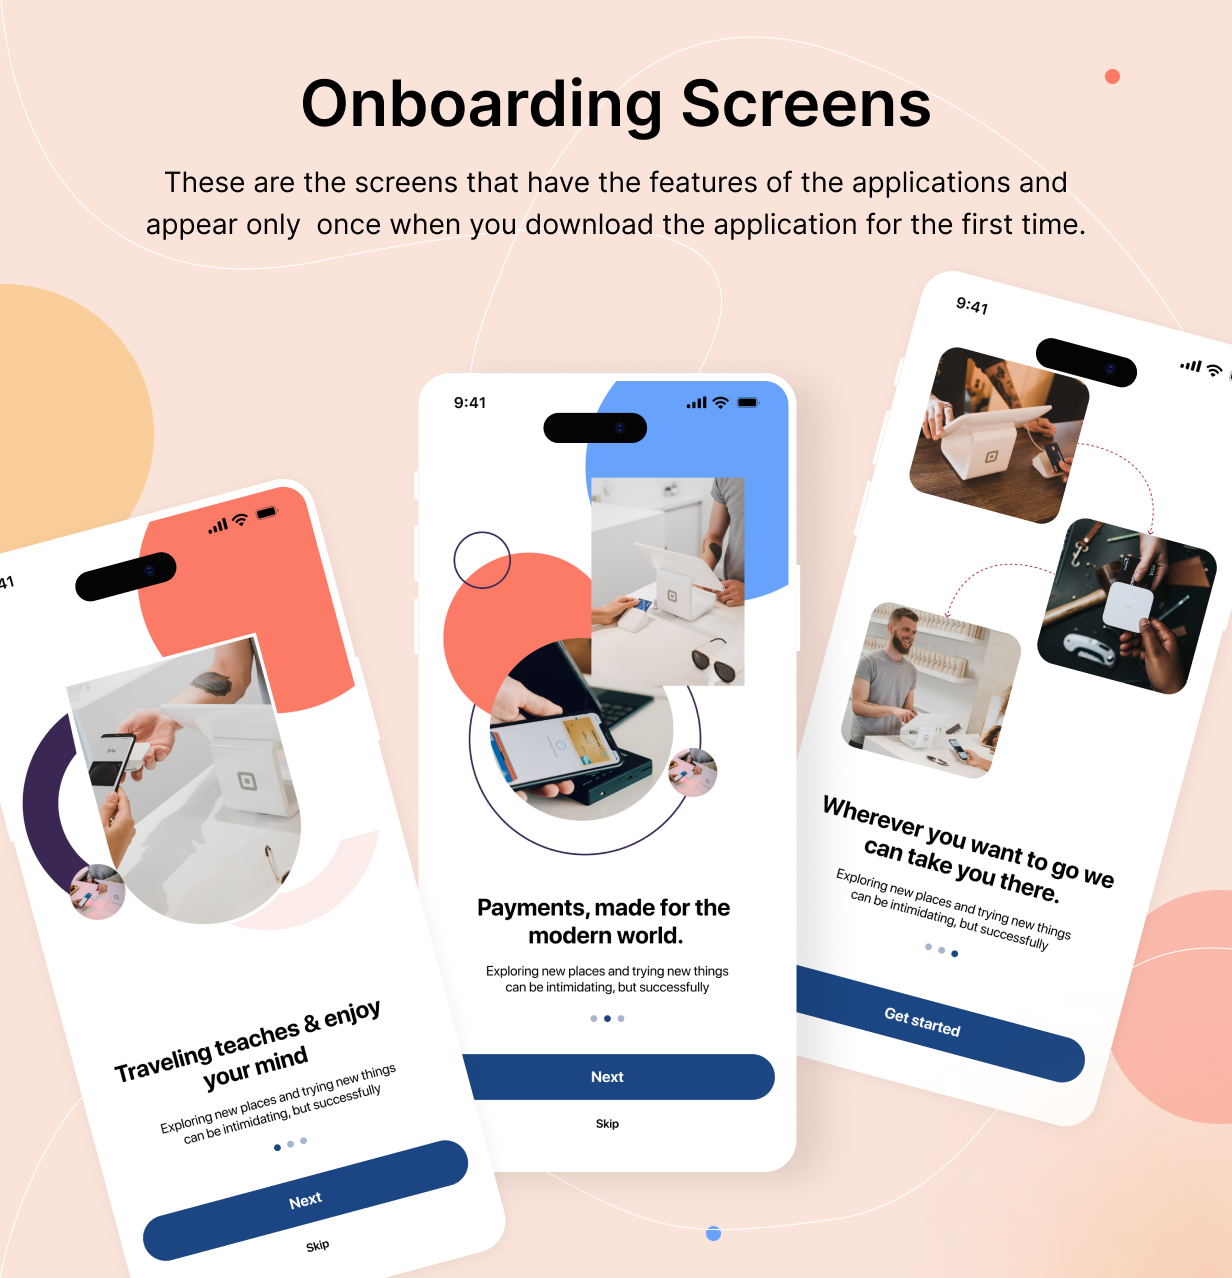 Onboarding Screens
These are the screens that have the features of the applications and
appear only  once when you download the application for the first time.
41
Traveling teaches & enjoy
your mind
Exploring new places and trying new things
can be intimidating, but successfully
Next
Skip
9:41
Payments, made for the
modern world.
Exploring new places and trying new things
can be intimidating, but successfully
Next
Skip
9:41
Wherever you want to go we
can take you there.
Exploring new places and trying new things
can be intimidating, but successfully
Get started